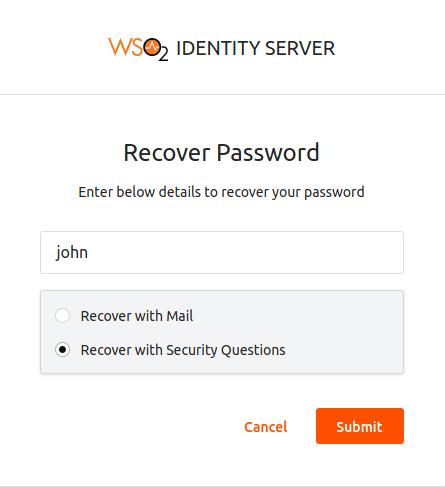 WSO2 IDENTITY SERVER
Recover Password
Enter below details to recover your password
john
Recover with Mail
Recover with Security Questions
Cancel Submit